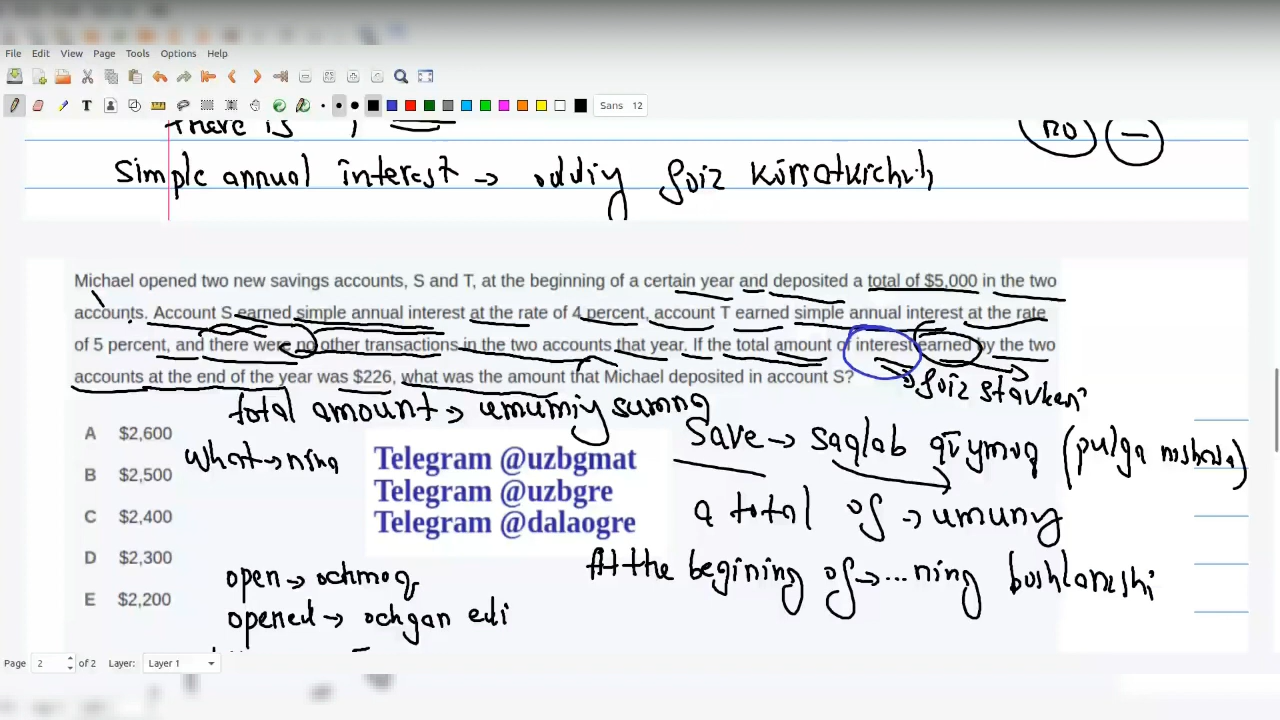 File Edit View Page Tools Options Help
Sans 12
There is
no −
Simple annual interest → oddiy foiz
Michael opened two new savings accounts, S and T, at the beginning of a certain year and deposited a total of $5,000 in the two
accounts. Account S earned simple annual interest at the rate of 4 percent, account T earned simple annual interest at the rate
of 5 percent, and there were no other transactions in the two accounts that year. If the total amount of interest earned by the two
accounts at the end of the year was $226, what was the amount that Michael deposited in account S?
→ foiz
total amount → umumiy summa
A $2,600
what → nima
Save → saqlab qo'ymoq (pulga
B $2,500
Telegram @uzbgmat
Telegram @uzbgre
Telegram @dalaogre
a total of → umumy
C $2,400
D $2,300
At the begining of → ...ning boshlanishi
open → ochmoq
E $2,200
opened → ochgan edi
Page 2 of 2 Layer: Layer 1